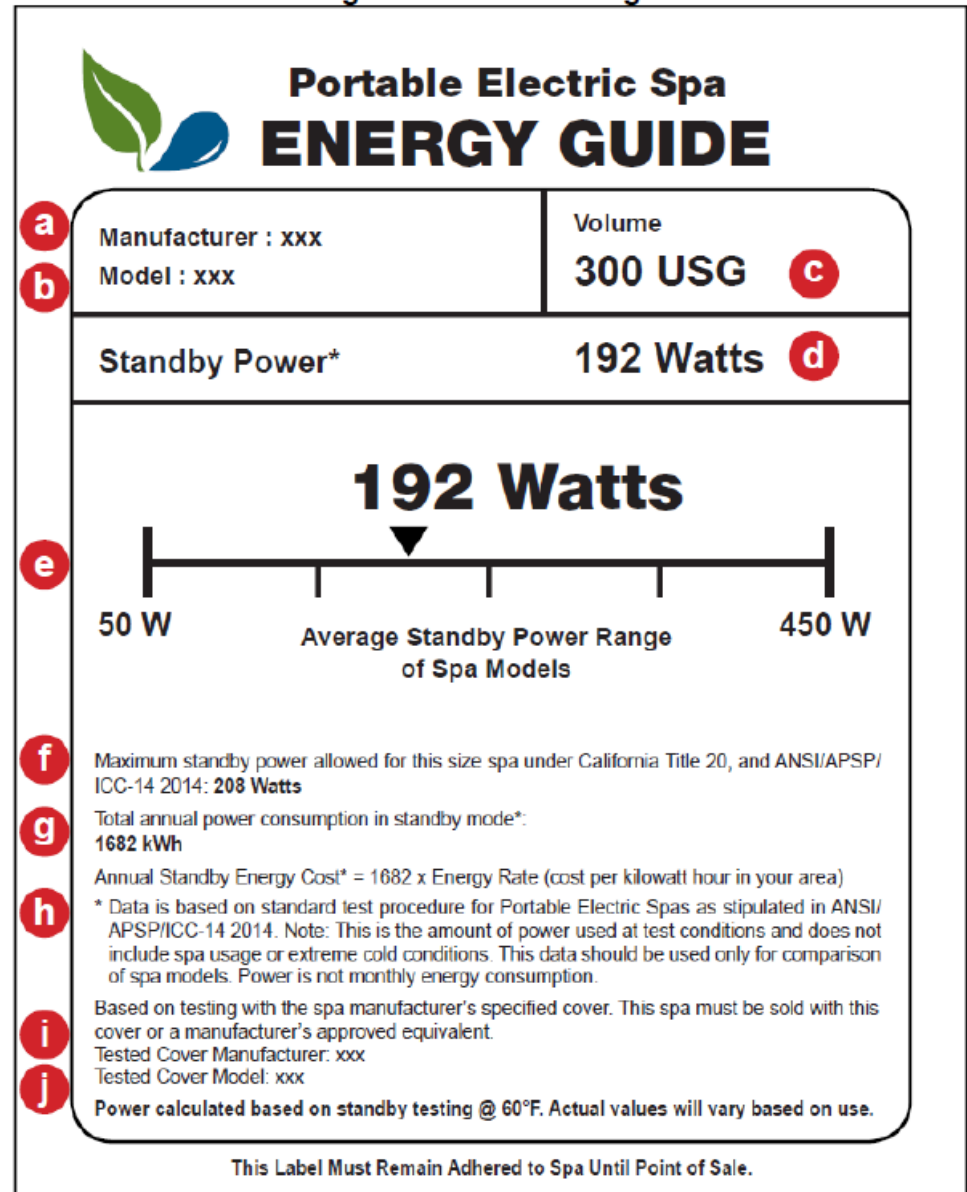 Portable Electric Spa
ENERGY GUIDE
a
Manufacturer : xxx
b
Model : xxx
Volume
300 USG
c
Standby Power*
192 Watts
d
192 Watts
e
50 W
450 W
Average Standby Power Range
of Spa Models
f
Maximum standby power allowed for this size spa under California Title 20, and ANSI/APSP/
ICC-14 2014: 208 Watts
g
Total annual power consumption in standby mode*:
1682 kWh
Annual Standby Energy Cost* = 1682 x Energy Rate (cost per kilowatt hour in your area)
h
* Data is based on standard test procedure for Portable Electric Spas as stipulated in ANSI/
APSP/ICC-14 2014. Note: This is the amount of power used at test conditions and does not
include spa usage or extreme cold conditions. This data should be used only for comparison
of spa models. Power is not monthly energy consumption.
Based on testing with the spa manufacturer's specified cover. This spa must be sold with this
cover or a manufacturer's approved equivalent.
i
Tested Cover Manufacturer: xxx
j
Tested Cover Model: xxx
Power calculated based on standby testing @ 60°F. Actual values will vary based on use.
This Label Must Remain Adhered to Spa Until Point of Sale.